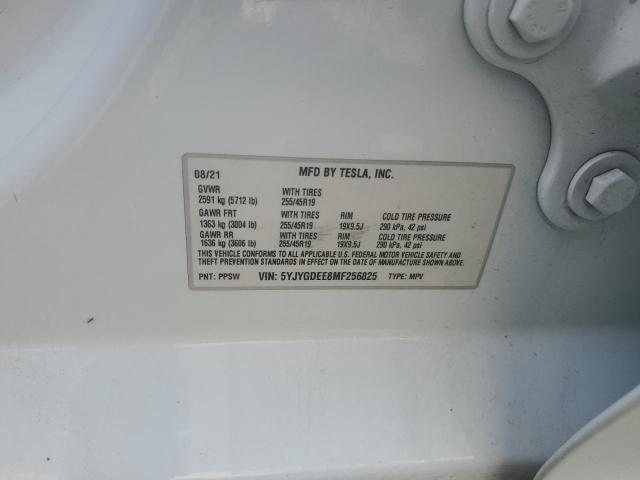 08/21 MFD BY TESLA, INC.
GVWR WITH TIRES
2591 kg (5712 lb) 255/45R19
GAWR FRT WITH TIRES RIM COLD TIRE PRESSURE
1363 kg (3004 lb) 255/45R19 19X9.5J 290 kPa, 42 psi
GAWR RR WITH TIRES RIM COLD TIRE PRESSURE
1636 kg (3606 lb) 255/45R19 19X9.5J 290 kPa, 42 psi
THIS VEHICLE CONFORMS TO ALL APPLICABLE U.S. FEDERAL MOTOR VEHICLE SAFETY AND
THEFT PREVENTION STANDARDS IN EFFECT ON THE DATE OF MANUFACTURE SHOWN ABOVE.
PNT: PPSW VIN: 5YJYGDEE8MF256825 TYPE: MPV